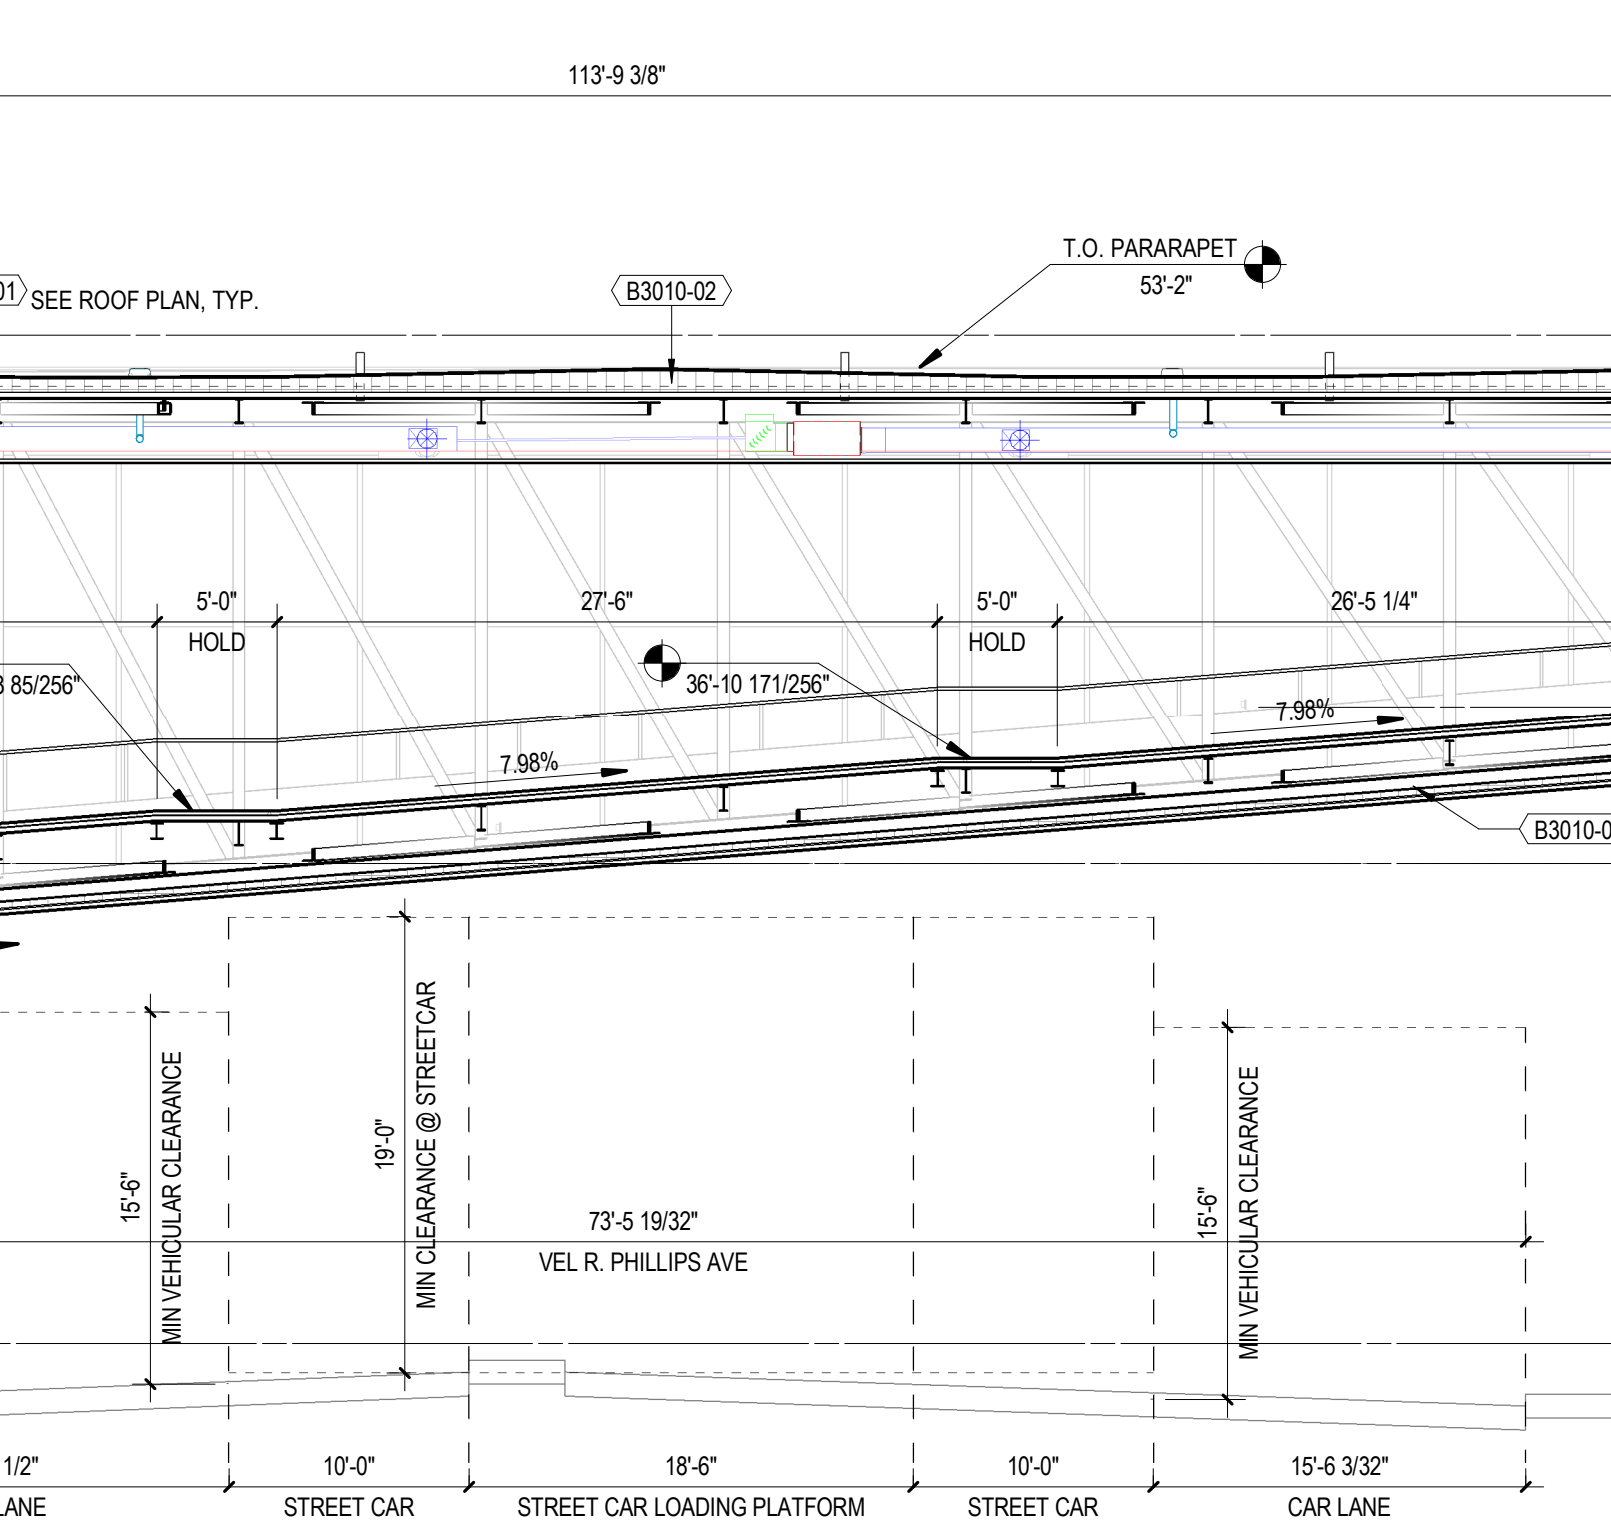 113'-9 3/8"
T.O. PARARAPET
53'-2"
01
SEE ROOF PLAN, TYP.
B3010-02
5'-0"
HOLD
27'-6"
5'-0"
HOLD
26'-5 1/4"
85/256"
36'-10 171/256"
7.98%
7.98%
B3010-0
15'-6"
MIN VEHICULAR CLEARANCE
19'-0"
MIN CLEARANCE @ STREETCAR
73'-5 19/32"
VEL R. PHILLIPS AVE
15'-6"
MIN VEHICULAR CLEARANCE
1/2"
10'-0"
18'-6"
10'-0"
15'-6 3/32"
LANE
STREET CAR
STREET CAR LOADING PLATFORM
STREET CAR
CAR LANE